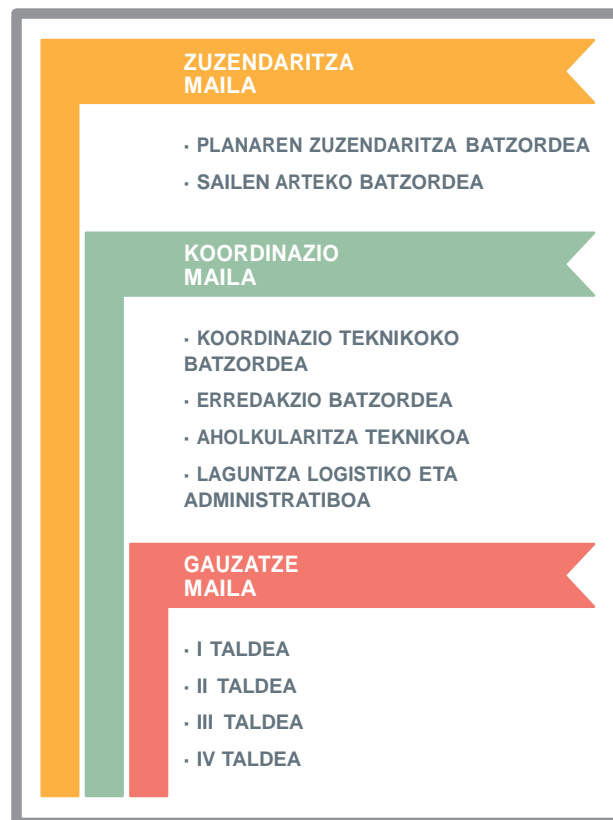 ZUZENDARITZA
MAILA
· PLANAREN ZUZENDARITZA BATZORDEA
· SAILEN ARTEKO BATZORDEA
KOORDINAZIO
MAILA
· KOORDINAZIO TEKNIKOKO
BATZORDEA
· ERREDAKZIO BATZORDEA
· AHOLKULARITZA TEKNIKOA
· LAGUNTZA LOGISTIKO ETA
ADMINISTRATIBOA
GAUZATZE
MAILA
· I TALDEA
· II TALDEA
· III TALDEA
· IV TALDEA